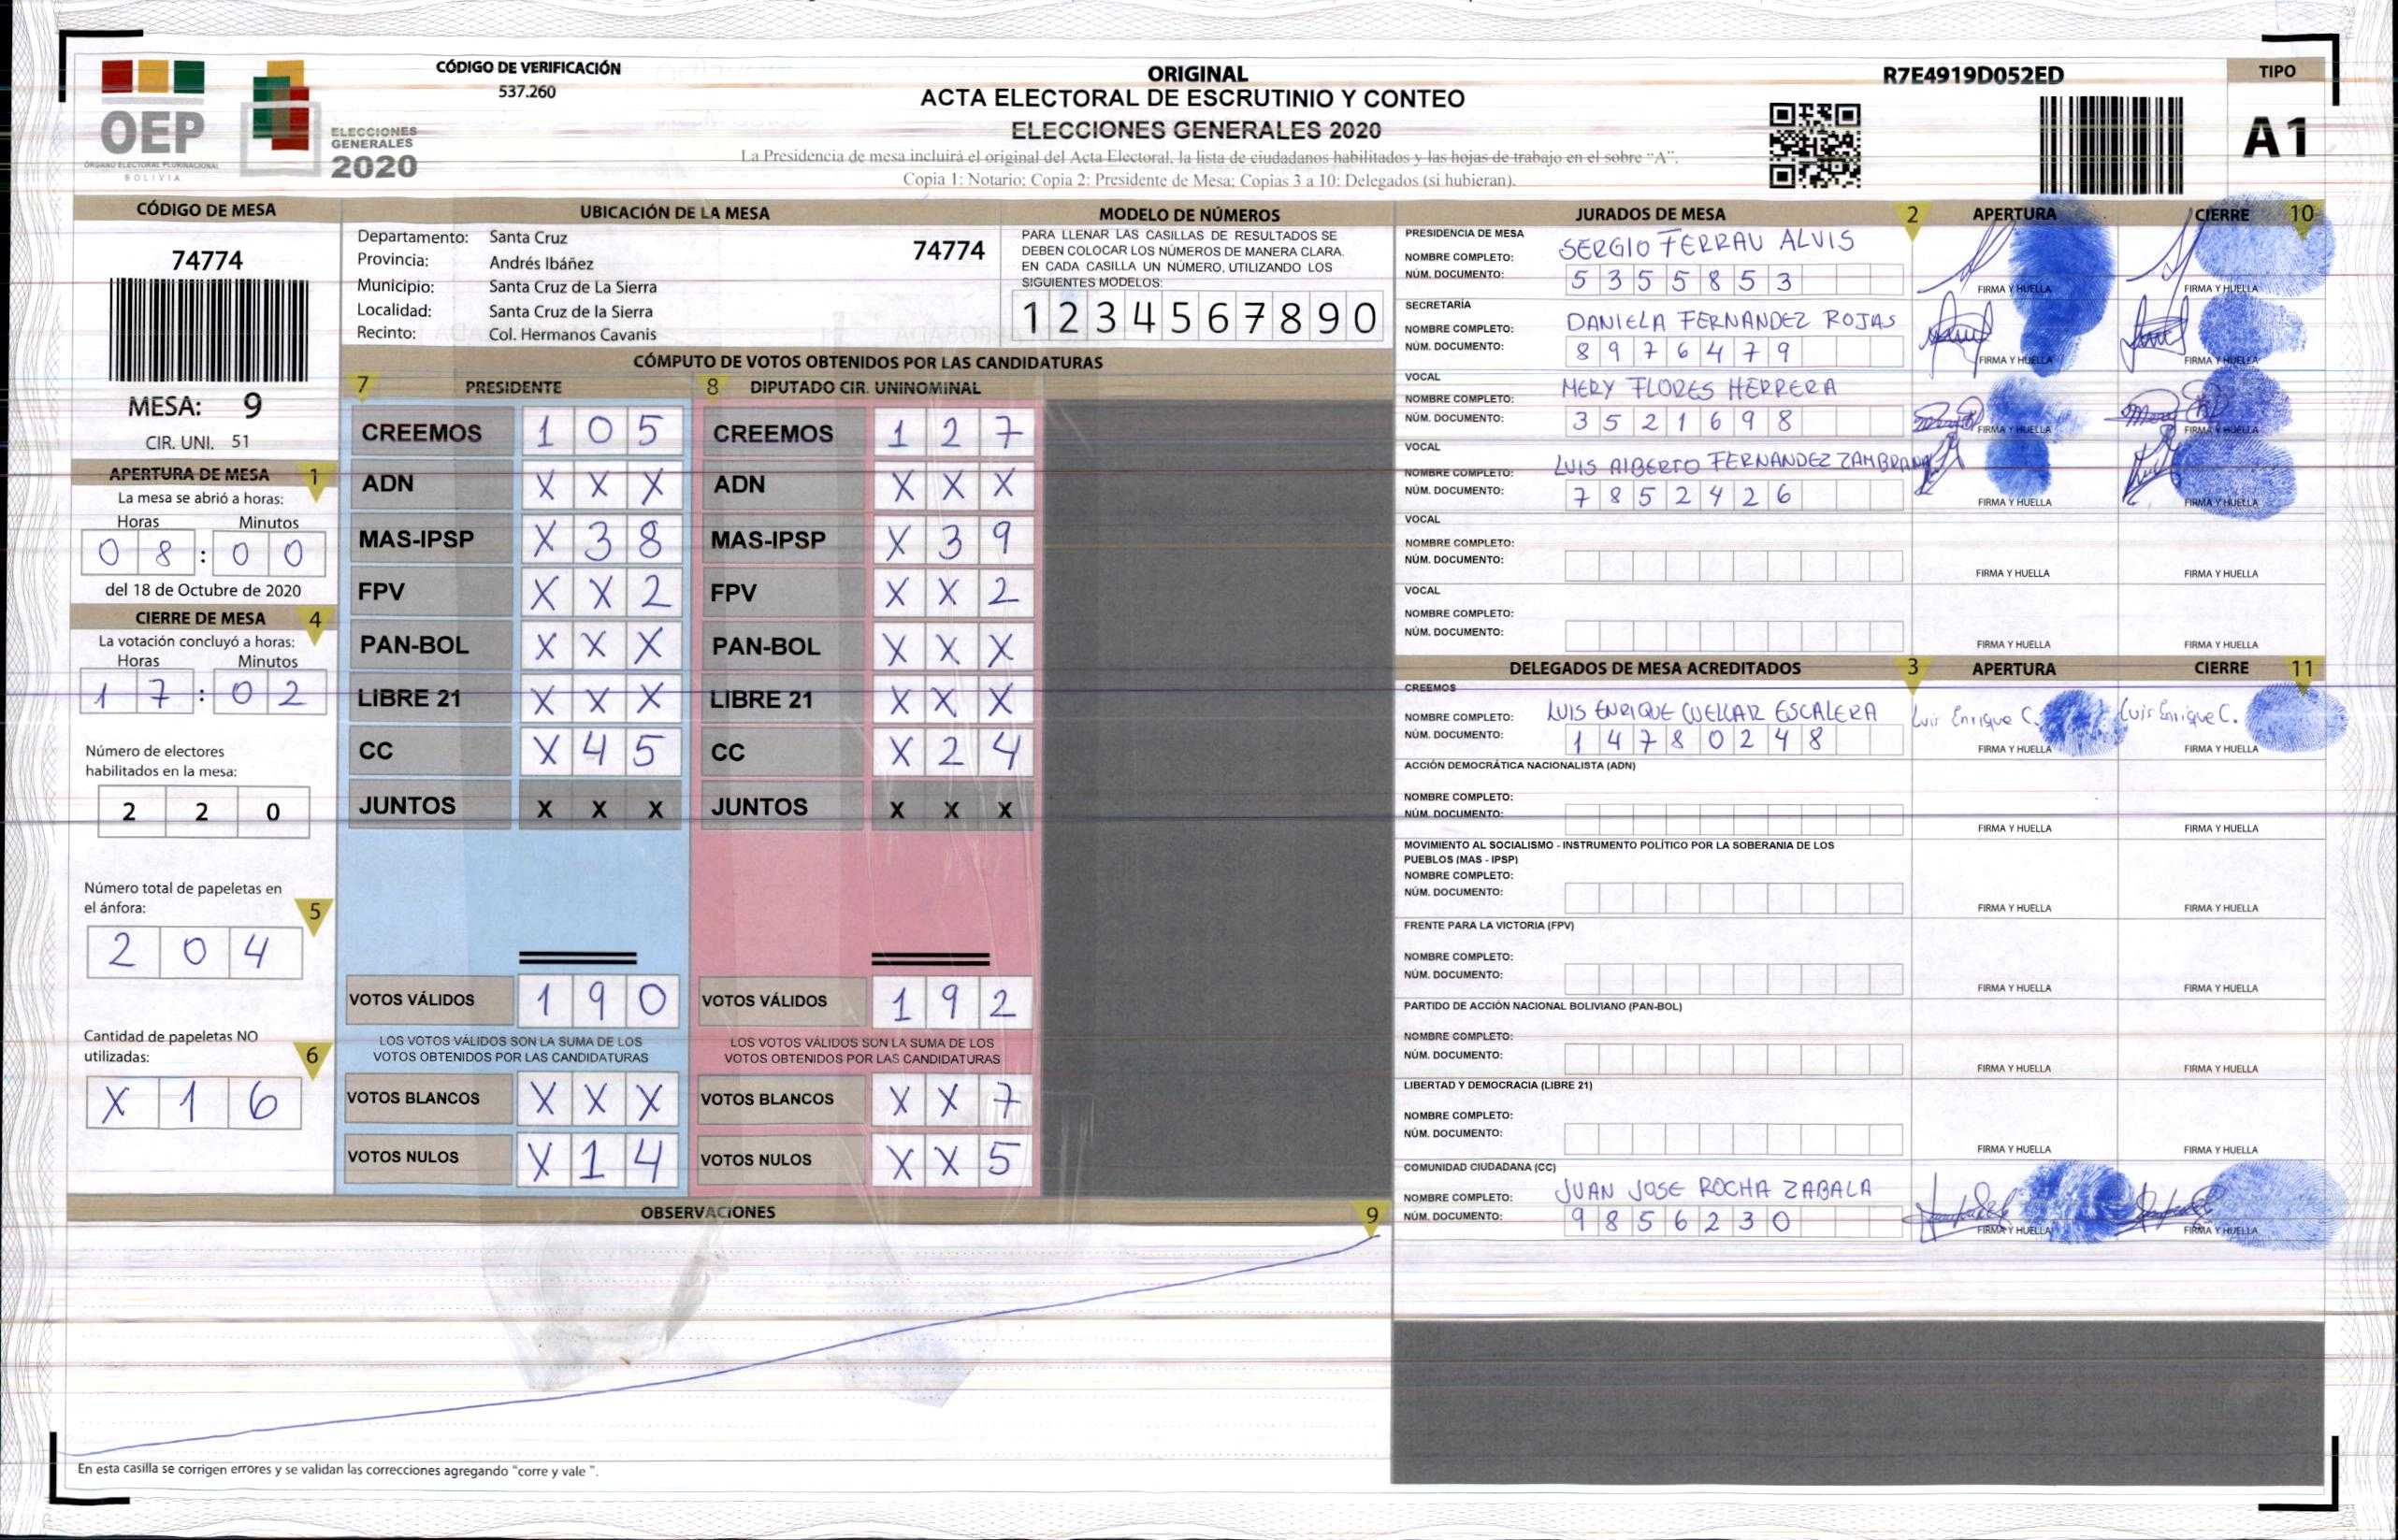 CÓDIGO DE VERIFICACIÓN
537.260
OEP
ÓRGANO ELECTORAL PLURINACIONAL
BOLIVIA
ELECCIONES
GENERALES
2020
ORIGINAL
ACTA ELECTORAL DE ESCRUTINIO Y CONTEO
ELECCIONES GENERALES 2020
La Presidencia de mesa incluirá el original del Acta Electoral, la lista de ciudadanos habilitados y las hojas de trabajo en el sobre "A".
Copia 1: Notario; Copia 2: Presidente de Mesa; Copias 3 a 10: Delegados (si hubieran).
R7E4919D052ED
TIPO
A1
CÓDIGO DE MESA
74774
MESA: 9
CIR. UNI. 51
APERTURA DE MESA 1
La mesa se abrió a horas:
Horas Minutos
0 8 : 0 0
del 18 de Octubre de 2020
CIERRE DE MESA 4
La votación concluyó a horas:
Horas Minutos
1 7 : 0 2
Número de electores
habilitados en la mesa:
2 2 0
Número total de papeletas en
el ánfora: 5
2 0 4
Cantidad de papeletas NO
utilizadas: 6
X 1 6
UBICACIÓN DE LA MESA
Departamento: Santa Cruz 74774
Provincia: Andrés Ibáñez
Municipio: Santa Cruz de La Sierra
Localidad: Santa Cruz de la Sierra
Recinto: Col. Hermanos Cavanis
MODELO DE NÚMEROS
PARA LLENAR LAS CASILLAS DE RESULTADOS SE
DEBEN COLOCAR LOS NÚMEROS DE MANERA CLARA.
EN CADA CASILLA UN NÚMERO, UTILIZANDO LOS
SIGUIENTES MODELOS:
1 2 3 4 5 6 7 8 9 0
CÓMPUTO DE VOTOS OBTENIDOS POR LAS CANDIDATURAS
7 PRESIDENTE 8 DIPUTADO CIR. UNINOMINAL
CREEMOS 1 0 5 CREEMOS 1 2 7
ADN X X X ADN X X X
MAS-IPSP X 3 8 MAS-IPSP X 3 9
FPV X X 2 FPV X X 2
PAN-BOL X X X PAN-BOL X X X
LIBRE 21 X X X LIBRE 21 X X X
CC X 4 5 CC X 2 4
JUNTOS X X X JUNTOS X X X
VOTOS VÁLIDOS 1 9 0 VOTOS VÁLIDOS 1 9 2
LOS VOTOS VÁLIDOS SON LA SUMA DE LOS LOS VOTOS VÁLIDOS SON LA SUMA DE LOS
VOTOS OBTENIDOS POR LAS CANDIDATURAS VOTOS OBTENIDOS POR LAS CANDIDATURAS
VOTOS BLANCOS X X X VOTOS BLANCOS X X 7
VOTOS NULOS X 1 4 VOTOS NULOS X X 5
OBSERVACIONES 9
En esta casilla se corrigen errores y se validan las correcciones agregando "corre y vale ".
JURADOS DE MESA 2 APERTURA CIERRE 10
PRESIDENCIA DE MESA
NOMBRE COMPLETO: SERGIO FERRAU ALVIS
NÚM. DOCUMENTO: 5 3 5 5 8 5 3
FIRMA Y HUELLA FIRMA Y HUELLA
SECRETARÍA
NOMBRE COMPLETO: DANIELA FERNANDEZ ROJAS
NÚM. DOCUMENTO: 8 9 7 6 4 7 9
FIRMA Y HUELLA FIRMA Y HUELLA
VOCAL
NOMBRE COMPLETO: MERY FLORES HERRERA
NÚM. DOCUMENTO: 3 5 2 1 6 9 8
FIRMA Y HUELLA FIRMA Y HUELLA
VOCAL
NOMBRE COMPLETO: LUIS ALBERTO FERNANDEZ ZAMBRANA
NÚM. DOCUMENTO: 7 8 5 2 4 2 6
FIRMA Y HUELLA FIRMA Y HUELLA
VOCAL
NOMBRE COMPLETO:
NÚM. DOCUMENTO:
FIRMA Y HUELLA FIRMA Y HUELLA
VOCAL
NOMBRE COMPLETO:
NÚM. DOCUMENTO:
FIRMA Y HUELLA FIRMA Y HUELLA
DELEGADOS DE MESA ACREDITADOS 3 APERTURA CIERRE 11
CREEMOS
NOMBRE COMPLETO: LUIS ENRIQUE CUELLAR ESCALERA Luis Enrique C. Luis Enrique C.
NÚM. DOCUMENTO: 1 4 7 8 0 2 4 8
FIRMA Y HUELLA FIRMA Y HUELLA
ACCIÓN DEMOCRÁTICA NACIONALISTA (ADN)
NOMBRE COMPLETO:
NÚM. DOCUMENTO:
FIRMA Y HUELLA FIRMA Y HUELLA
MOVIMIENTO AL SOCIALISMO - INSTRUMENTO POLÍTICO POR LA SOBERANIA DE LOS
PUEBLOS (MAS - IPSP)
NOMBRE COMPLETO:
NÚM. DOCUMENTO:
FIRMA Y HUELLA FIRMA Y HUELLA
FRENTE PARA LA VICTORIA (FPV)
NOMBRE COMPLETO:
NÚM. DOCUMENTO:
FIRMA Y HUELLA FIRMA Y HUELLA
PARTIDO DE ACCIÓN NACIONAL BOLIVIANO (PAN-BOL)
NOMBRE COMPLETO:
NÚM. DOCUMENTO:
FIRMA Y HUELLA FIRMA Y HUELLA
LIBERTAD Y DEMOCRACIA (LIBRE 21)
NOMBRE COMPLETO:
NÚM. DOCUMENTO:
FIRMA Y HUELLA FIRMA Y HUELLA
COMUNIDAD CIUDADANA (CC)
NOMBRE COMPLETO: JUAN JOSE ROCHA ZABALA
NÚM. DOCUMENTO: 9 8 5 6 2 3 0
FIRMA Y HUELLA FIRMA Y HUELLA